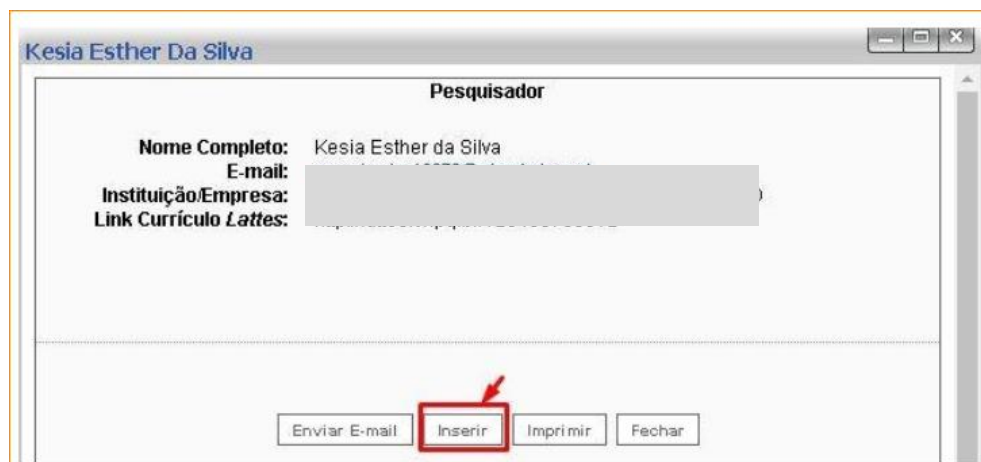 Kesia Esther Da Silva
Pesquisador
Nome Completo: Kesia Esther da Silva
E-mail:
Instituição/Empresa:
Link Currículo Lattes:
Enviar E-mail Inserir Imprimir Fechar